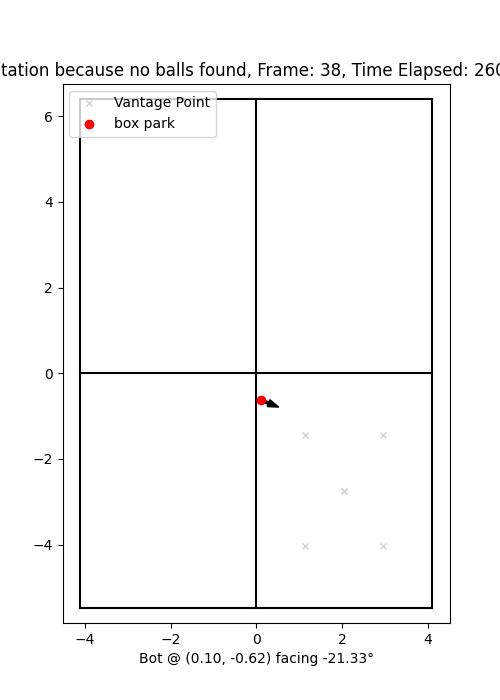 tation because no balls found, Frame: 38, Time Elapsed: 260
Vantage Point
box park
6
4
2
0
−2
−4
−4
−2
0
2
4
Bot @ (0.10, -0.62) facing -21.33°